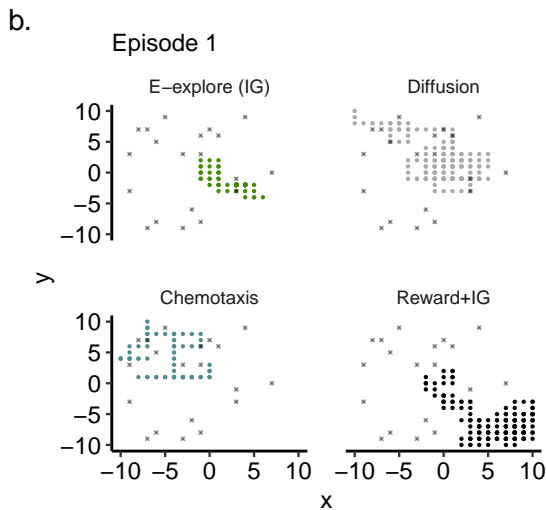 b.
Episode 1
E−explore (IG)
Diffusion
10
5
0
−5
−10
y
Chemotaxis
Reward+IG
10
5
0
−5
−10
−10 −5 0 5 10
−10 −5 0 5 10
x